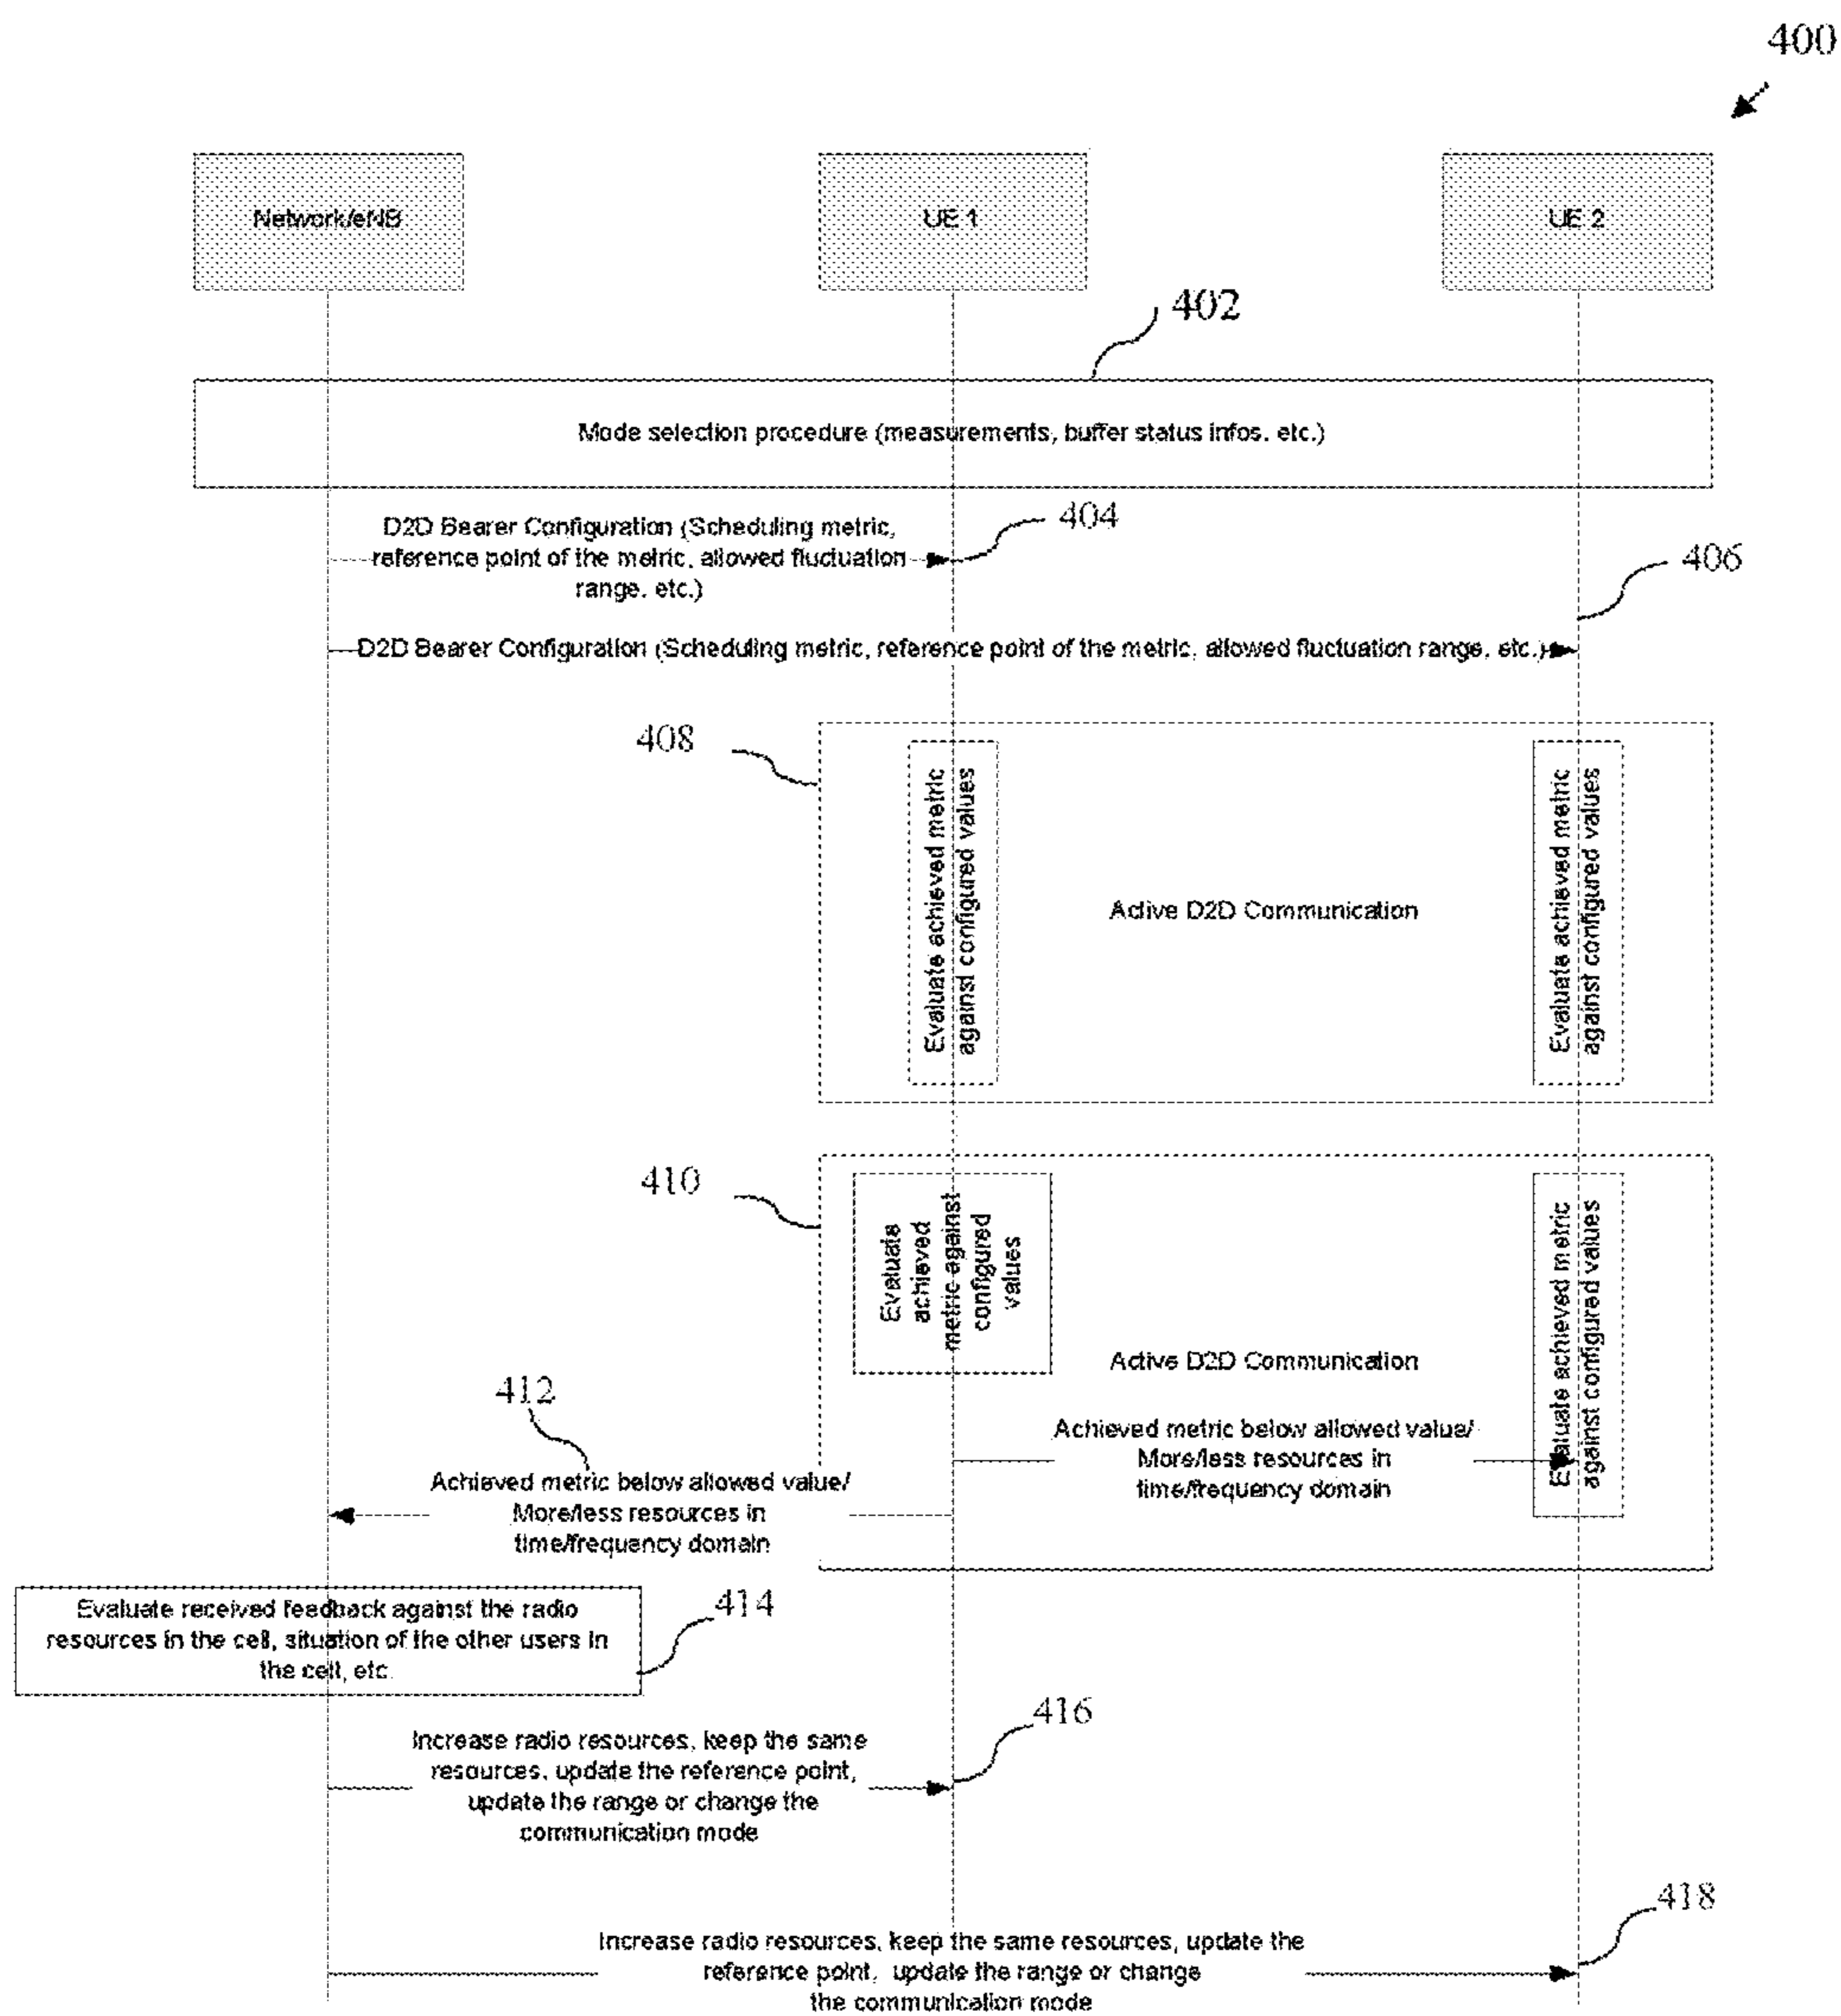 400
Network/eNB
UE 1
UE 2
402
Mode selection procedure (measurements, buffer status infos, etc.)
D2D Bearer Configuration (Scheduling metric,
reference point of the metric, allowed fluctuation
range, etc.)
404
406
D2D Bearer Configuration (Scheduling metric, reference point of the metric, allowed fluctuation range, etc.)
408
Evaluate achieved metric
against configured values
Active D2D Communication
Evaluate achieved metric
against configured values
410
Evaluate
achieved
metric against
configured
values
Active D2D Communication
Evaluate achieved metric
against configured values
412
Achieved metric below allowed value/
More/less resources in
time/frequency domain
Achieved metric below allowed value/
More/less resources in
time/frequency domain
Evaluate received feedback against the radio
resources in the cell, situation of the other users in
the cell, etc.
414
Increase radio resources, keep the same
resources, update the reference point,
update the range or change the
communication mode
416
418
Increase radio resources, keep the same resources, update the
reference point, update the range or change
the communication mode